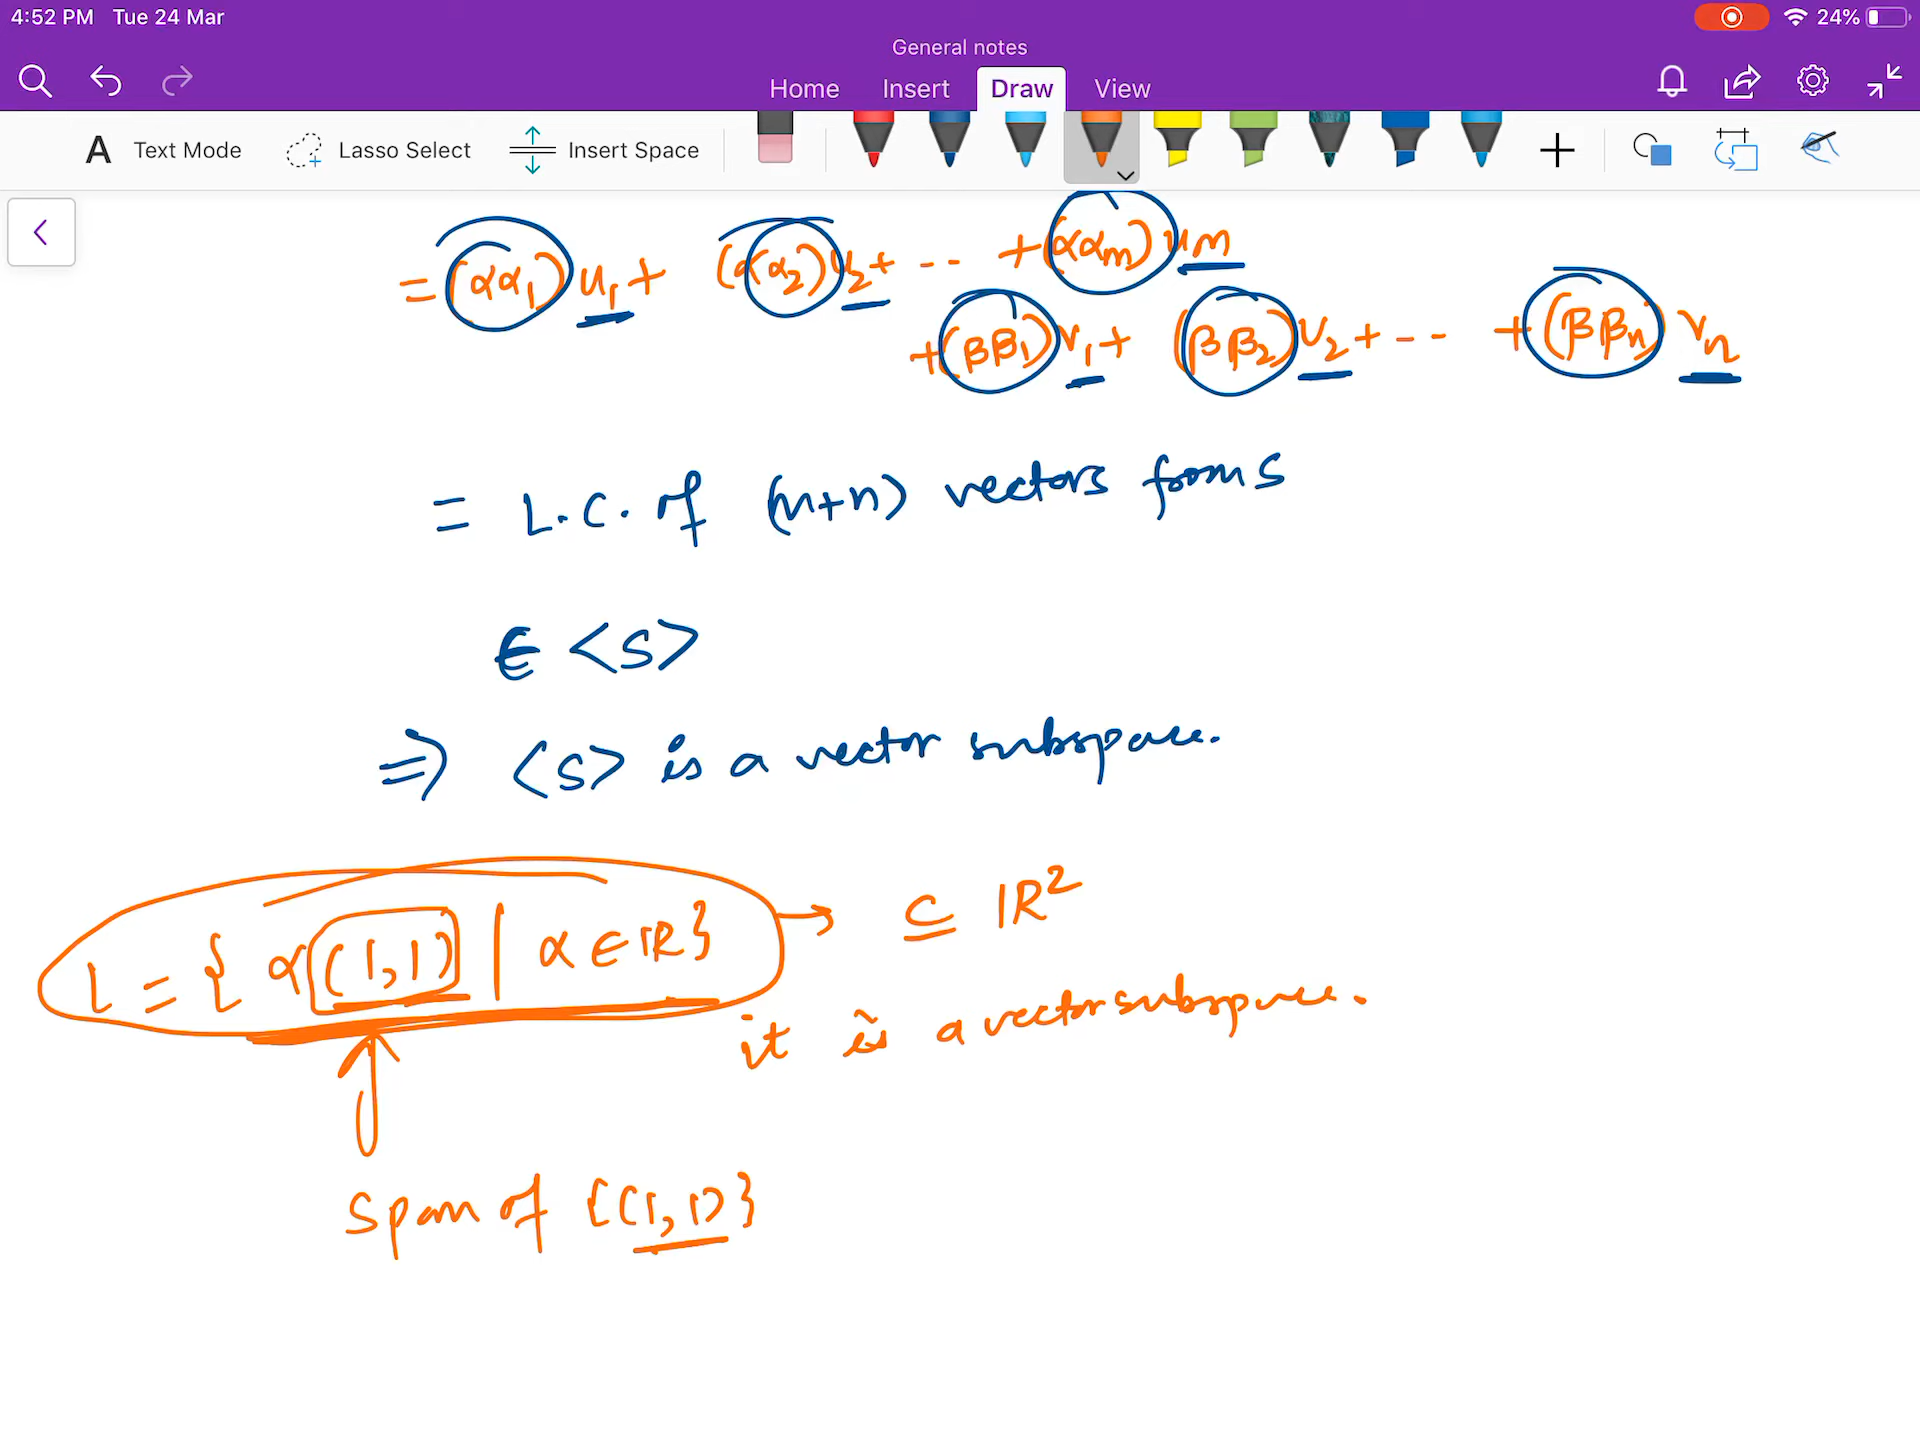 4:52 PM Tue 24 Mar 24%
General notes
Home Insert Draw View
A Text Mode Lasso Select Insert Space
= (αα₁) u₁ + (αα₂) u₂ + -- + (ααₘ) uₘ
+ (ββ₁) v₁ + (ββ₂) v₂ + -- + (ββₙ) vₙ
= L.C. of (m+n) vectors from S
∈ <S>
⇒ <S> is a vector subspace.
L = { α(1,1) | α ∈ ℝ } → ⊆ ℝ²
it is a vector subspace.
Span of {(1,1)}